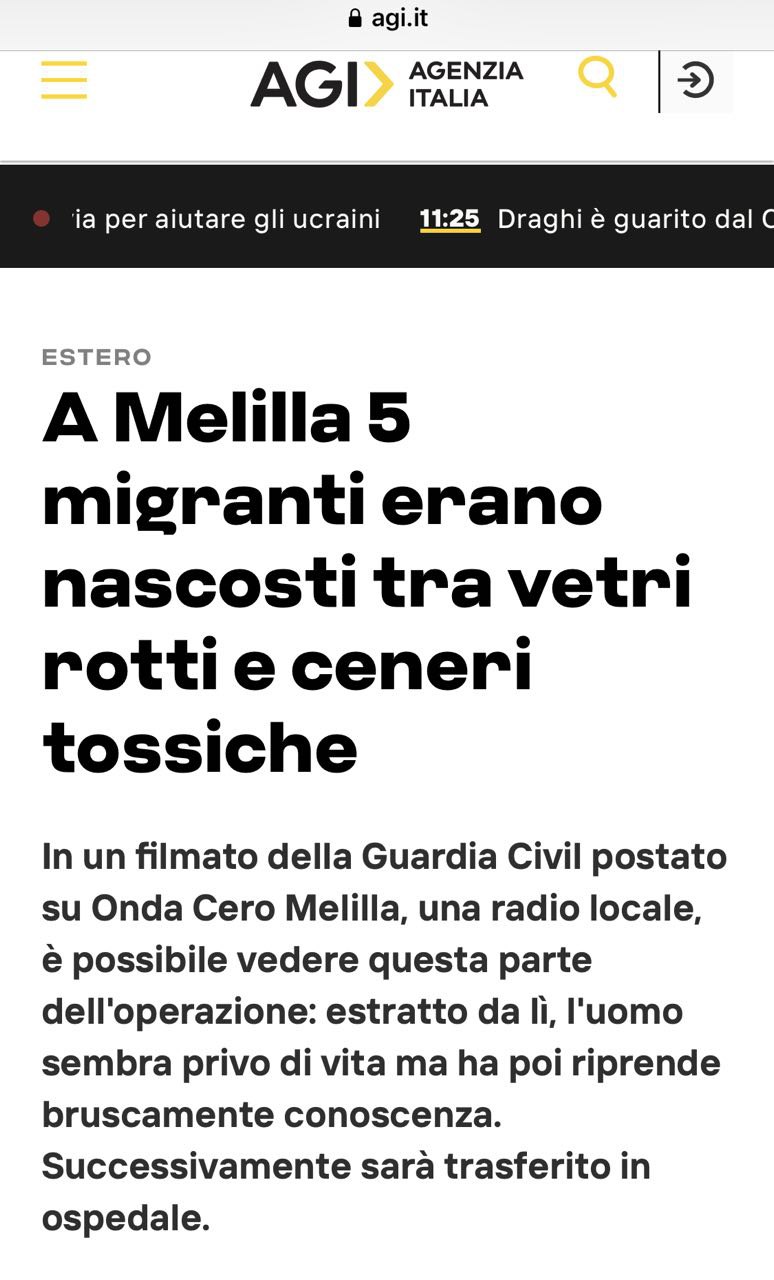 agi.it
AGI AGENZIA
ITALIA
via per aiutare gli ucraini 11:25 Draghi è guarito dal C
ESTERO
A Melilla 5
migranti erano
nascosti tra vetri
rotti e ceneri
tossiche
In un filmato della Guardia Civil postato
su Onda Cero Melilla, una radio locale,
è possibile vedere questa parte
dell'operazione: estratto da lì, l'uomo
sembra privo di vita ma ha poi riprende
bruscamente conoscenza.
Successivamente sarà trasferito in
ospedale.